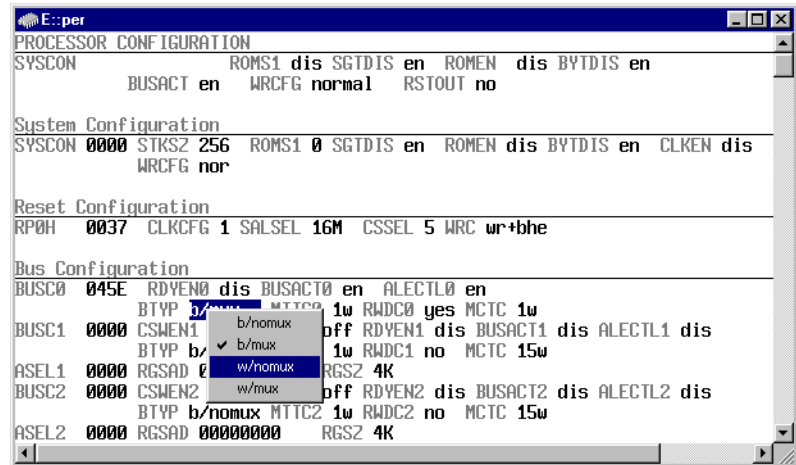 E::per
PROCESSOR CONFIGURATION
SYSCON ROMS1 dis SGTDIS en ROMEN dis BYTDIS en
BUSACT en WRCFG normal RSTOUT no
System Configuration
SYSCON 0000 STKSZ 256 ROMS1 0 SGTDIS en ROMEN dis BYTDIS en CLKEN dis
WRCFG nor
Reset Configuration
RP0H 0037 CLKCFG 1 SALSEL 16M CSSEL 5 WRC wr+bhe
Bus Configuration
BUSC0 045E RDYEN0 dis BUSACT0 en ALECTL0 en
BTYP MTTC0 1w RWDC0 yes MCTC 1w
BUSC1 0000 CSWEN1 off RDYEN1 dis BUSACT1 dis ALECTL1 dis
BTYP 1w RWDC1 no MCTC 15w
ASEL1 0000 RGSAD RGSZ 4K
BUSC2 0000 CSWEN2 off RDYEN2 dis BUSACT2 dis ALECTL2 dis
BTYP b/nomux MTTC2 1w RWDC2 no MCTC 15w
ASEL2 0000 RGSAD 00000000 RGSZ 4K
b/nomux
b/mux
w/nomux
w/mux